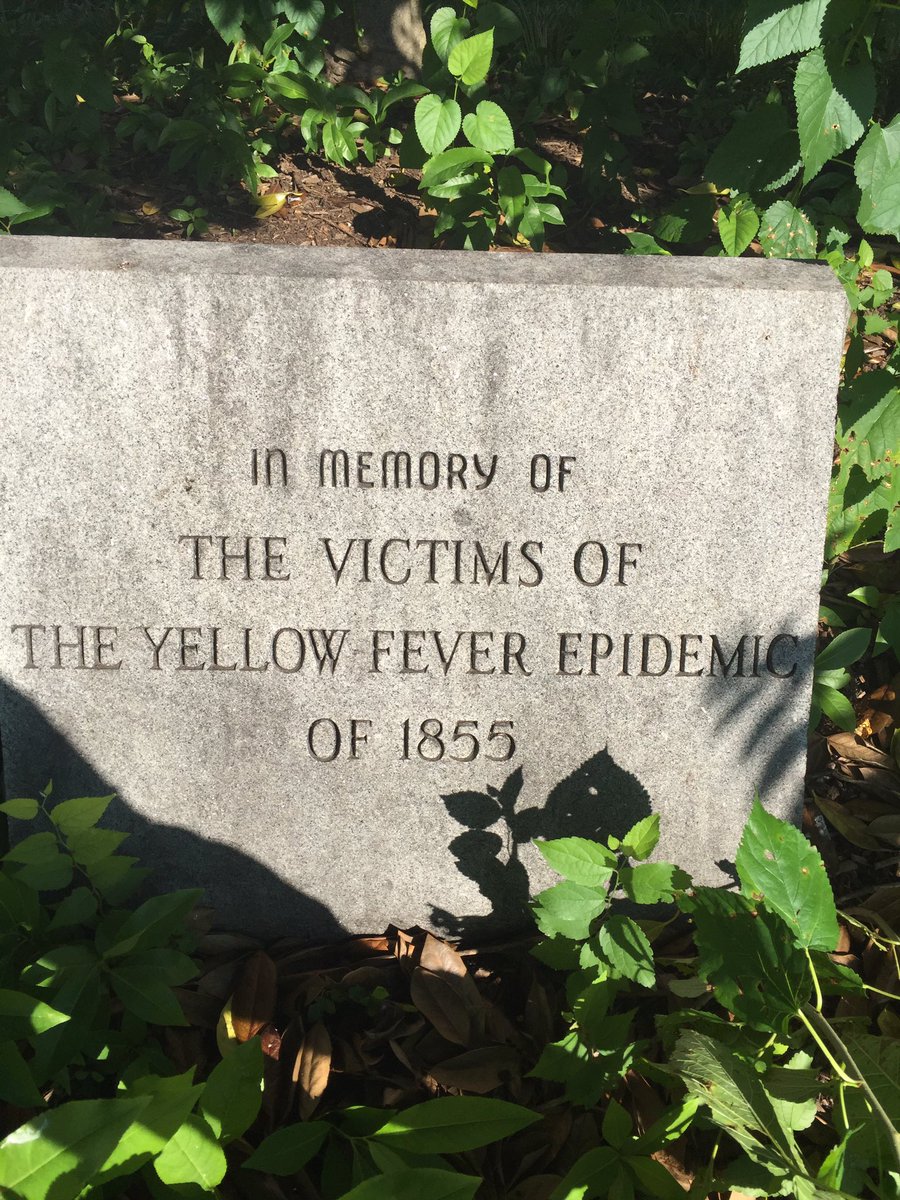 IN MEMORY OF
THE VICTIMS OF
THE YELLOW-FEVER EPIDEMIC
OF 1855